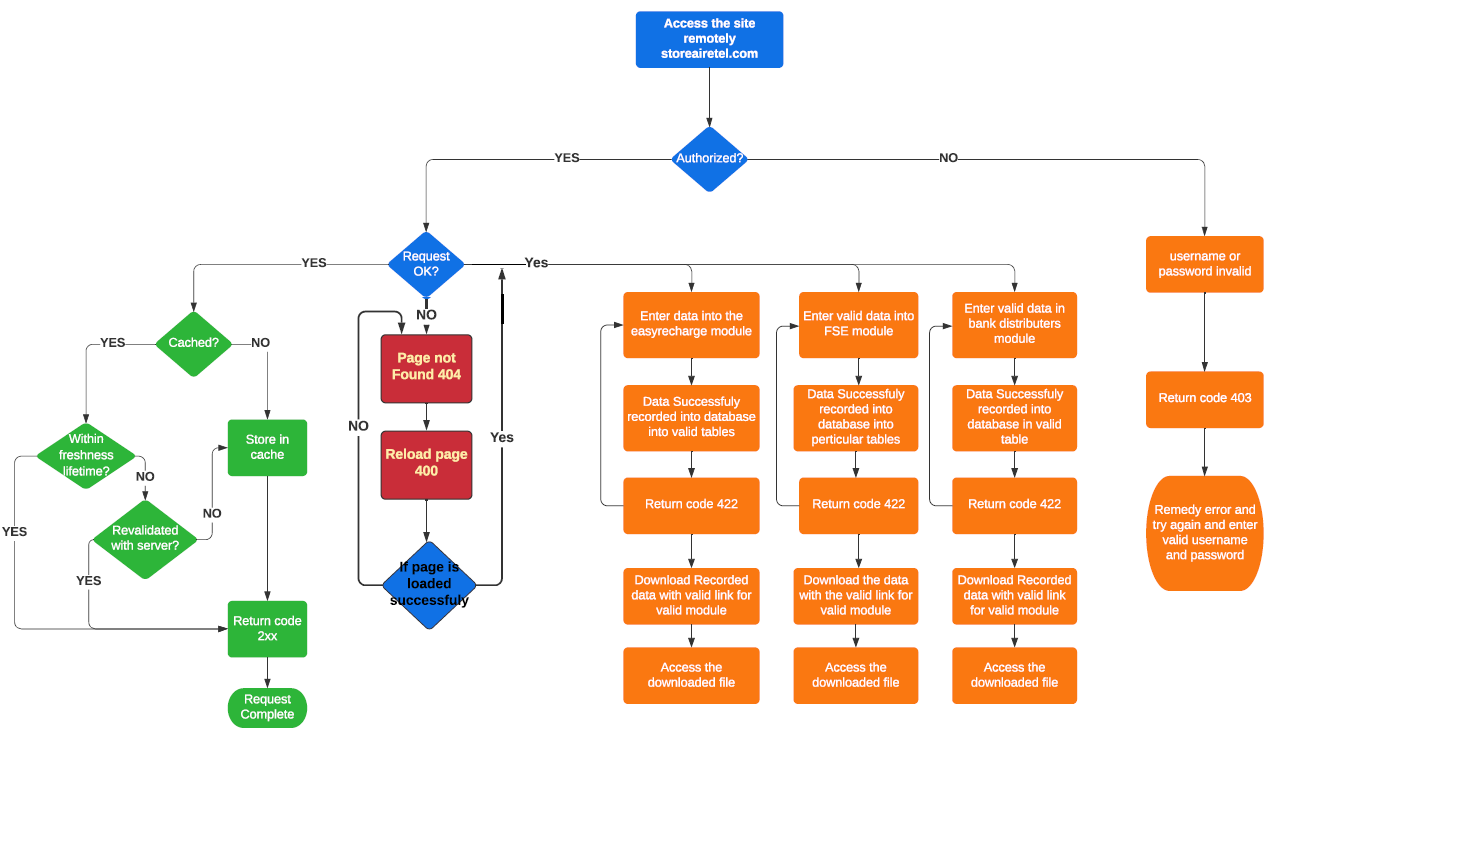 Access the site
remotely
storeairetel.com
Authorized?
YES
NO
Request
OK?
YES
Yes
NO
username or
password invalid
Return code 403
Remedy error and
try again and enter
valid username
and password
Cached?
YES
NO
Within
freshness
lifetime?
NO
YES
Revalidated
with server?
NO
YES
Store in
cache
Return code
2xx
Request
Complete
Page not
Found 404
Reload page
400
If page is
loaded
successfuly
NO
Yes
Enter data into the
easyrecharge module
Data Successfuly
recorded into database
into valid tables
Return code 422
Download Recorded
data with valid link for
valid module
Access the
downloaded file
Enter valid data into
FSE module
Data Successfuly
recorded into
database into
perticular tables
Return code 422
Download the data
with the valid link for
valid module
Access the
downloaded file
Enter valid data in
bank distributers
module
Data Successfuly
recorded into
database in valid
table
Return code 422
Download Recorded
data with valid link
for valid module
Access the
downloaded file